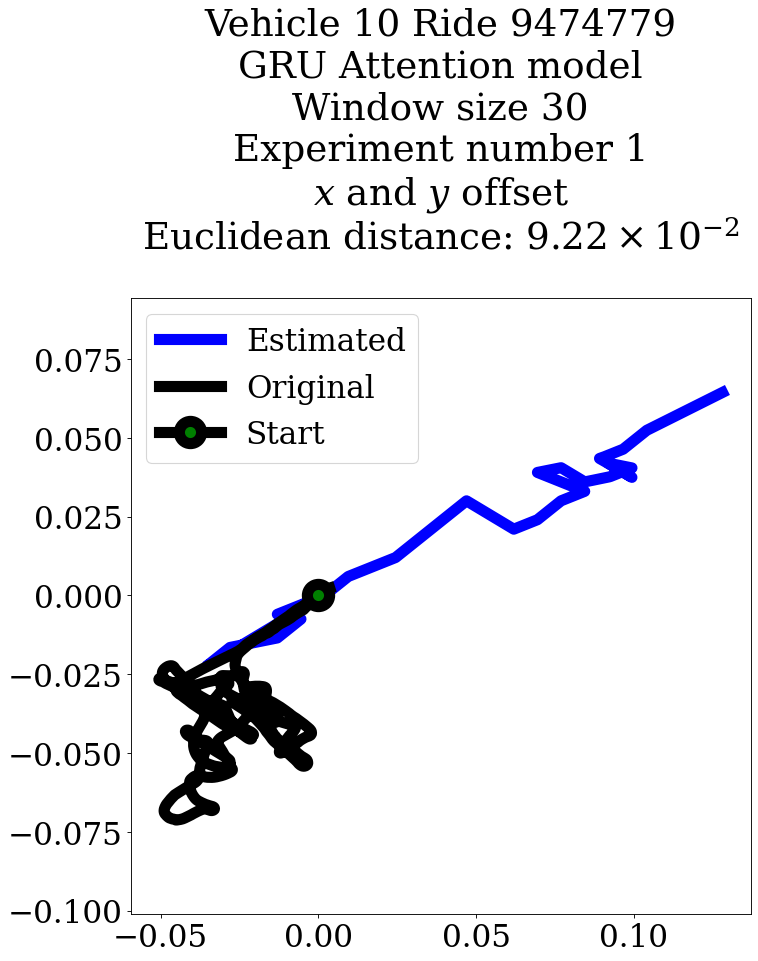 Vehicle 10 Ride 9474779
GRU Attention model
Window size 30
Experiment number 1
x and y offset
Euclidean distance: 9.22 × 10⁻²
Estimated
Original
Start
0.075
0.050
0.025
0.000
−0.025
−0.050
−0.075
−0.100
−0.05 0.00 0.05 0.10